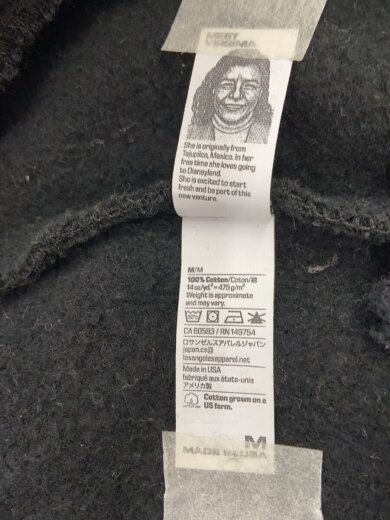 MEET
VIRGINIA
She is originally from
Tejupilco, Mexico. In her
free time she loves going
to Disneyland.
She is excited to start
fresh and be part of this
new venture.
M/M
100% Cotton/Coton/綿
14 oz/yd.²=475 g/m²
Weight is approximate
and may vary.
30°
CA 60593 / RN 149754
ロサンゼルスアパレルジャパン
japan.cs@
losangelesapparel.net
Made in USA
fabriqué aux états-unis
アメリカ製
Cotton grown on a
US farm.
M
MADE IN USA